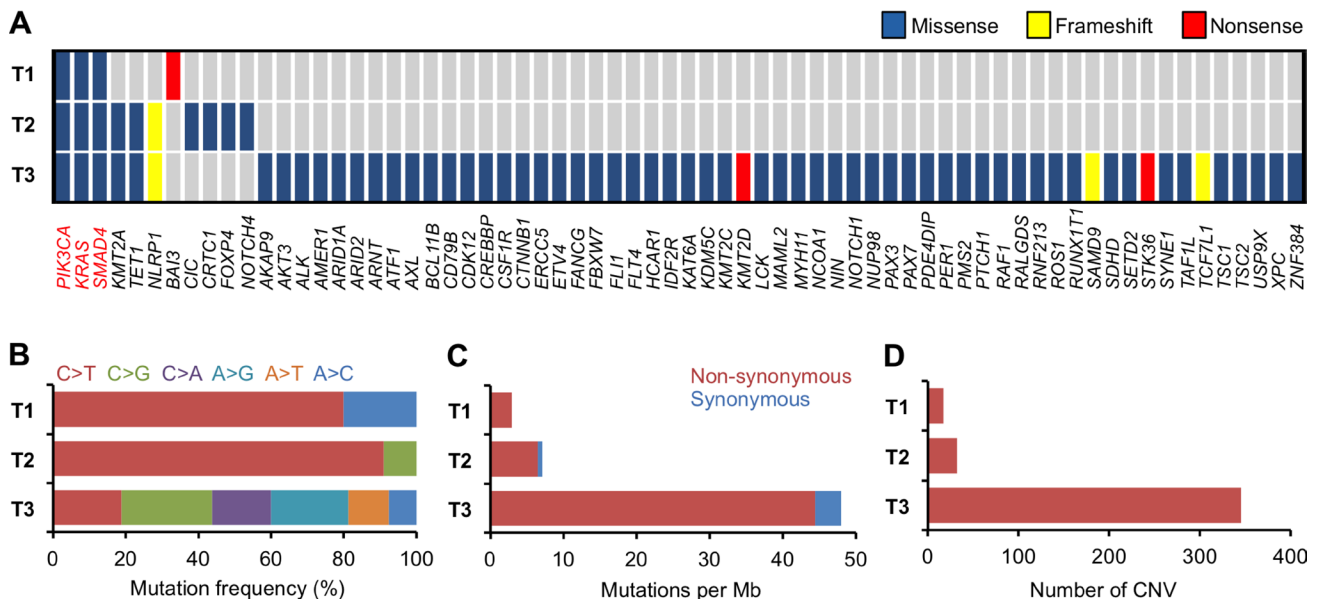 A
Missense Frameshift Nonsense
T1
T2
T3
PIK3CA KRAS SMAD4 KMT2A TET1 NLRP1 BAI3 CIC CRTC1 FOXP4 NOTCH4 AKAP9 AKT3 ALK AMER1 ARID1A ARID2 ARNT ATF1 AXL BCL11B CD79B CDK12 CREBBP CSF1R CTNNB1 ERCC5 ETV4 FANCG FBXW7 FLI1 FLT4 HCAR1 IDF2R KAT6A KDM5C KMT2C KMT2D LCK MAML2 MYH11 NCOA1 NIN NOTCH1 NUP98 PAX3 PAX7 PDE4DIP PER1 PMS2 PTCH1 RAF1 RALGDS RNF213 ROS1 RUNX1T1 SAMD9 SDHD SETD2 STK36 SYNE1 TAF1L TCF7L1 TSC1 TSC2 USP9X XPC ZNF384
B
C>T C>G C>A A>G A>T A>C
T1
T2
T3
0 20 40 60 80 100
Mutation frequency (%)
C
Non-synonymous
Synonymous
T1
T2
T3
0 10 20 30 40 50
Mutations per Mb
D
T1
T2
T3
0 100 200 300 400
Number of CNV